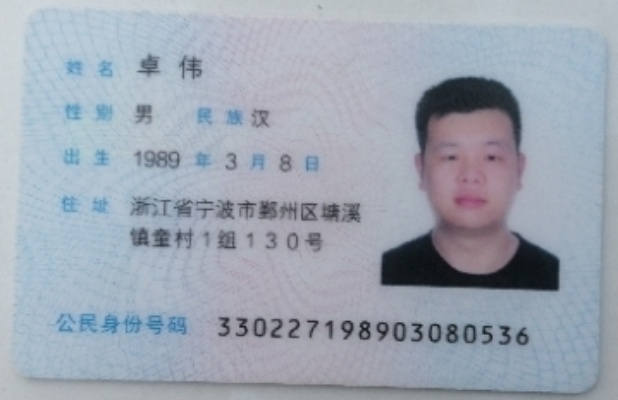 姓名 卓伟
性别 男 民族 汉
出生 1989 年 3 月 8 日
住址 浙江省宁波市鄞州区塘溪
镇童村1组130号
公民身份号码 330227198903080536